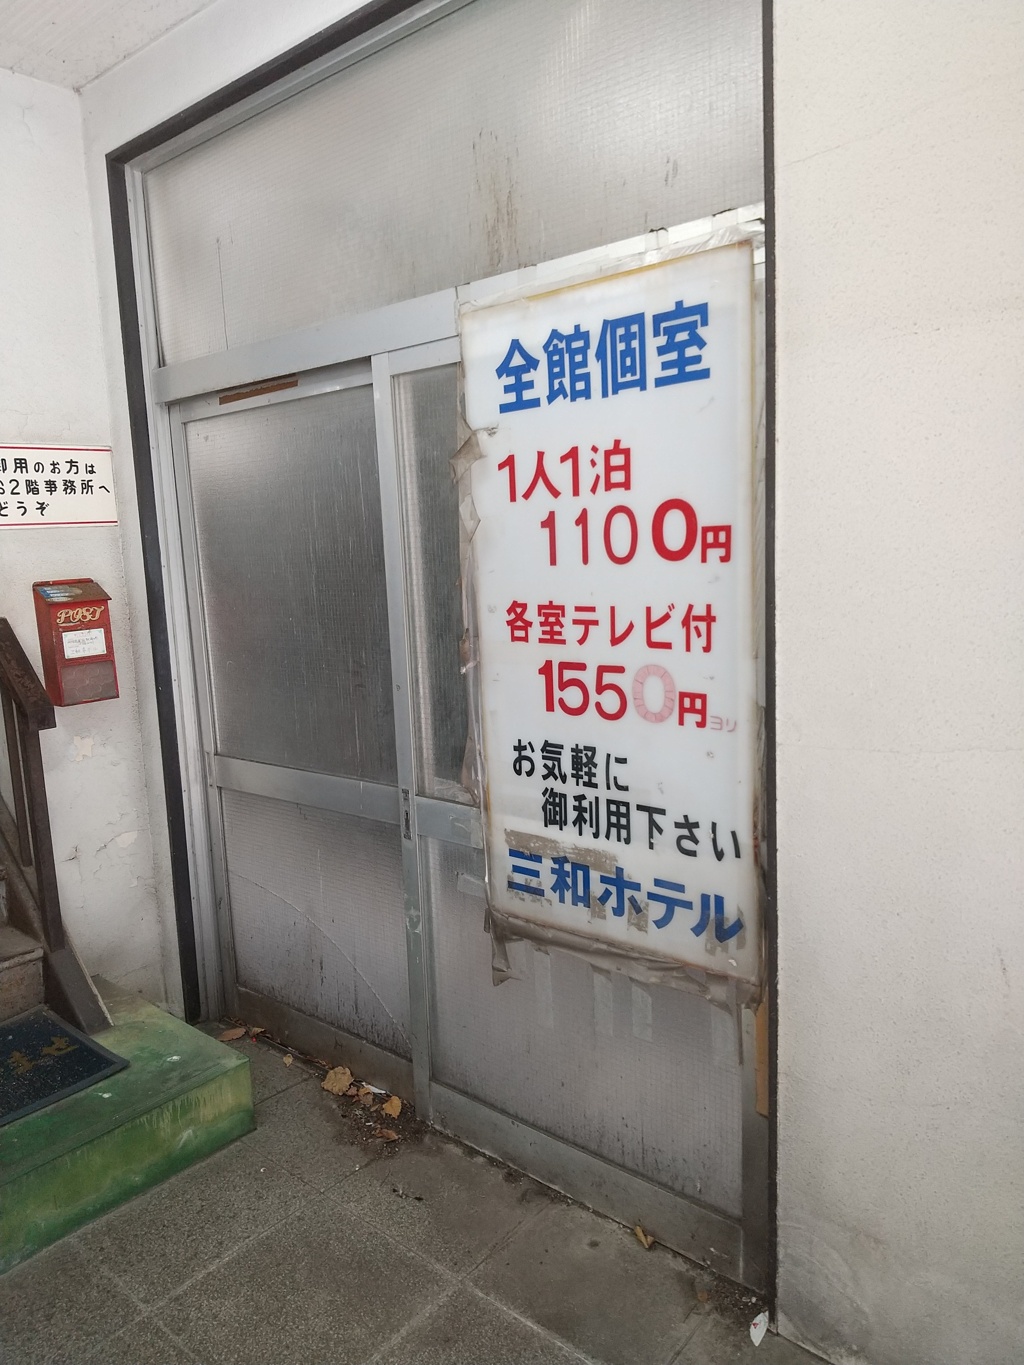 全館個室
1人1泊
1100円
各室テレビ付
1550円ヨリ
お気軽に
御利用下さい
三和ホテル
御用のお方は
2階事務所へ
どうぞ
POST
ませ